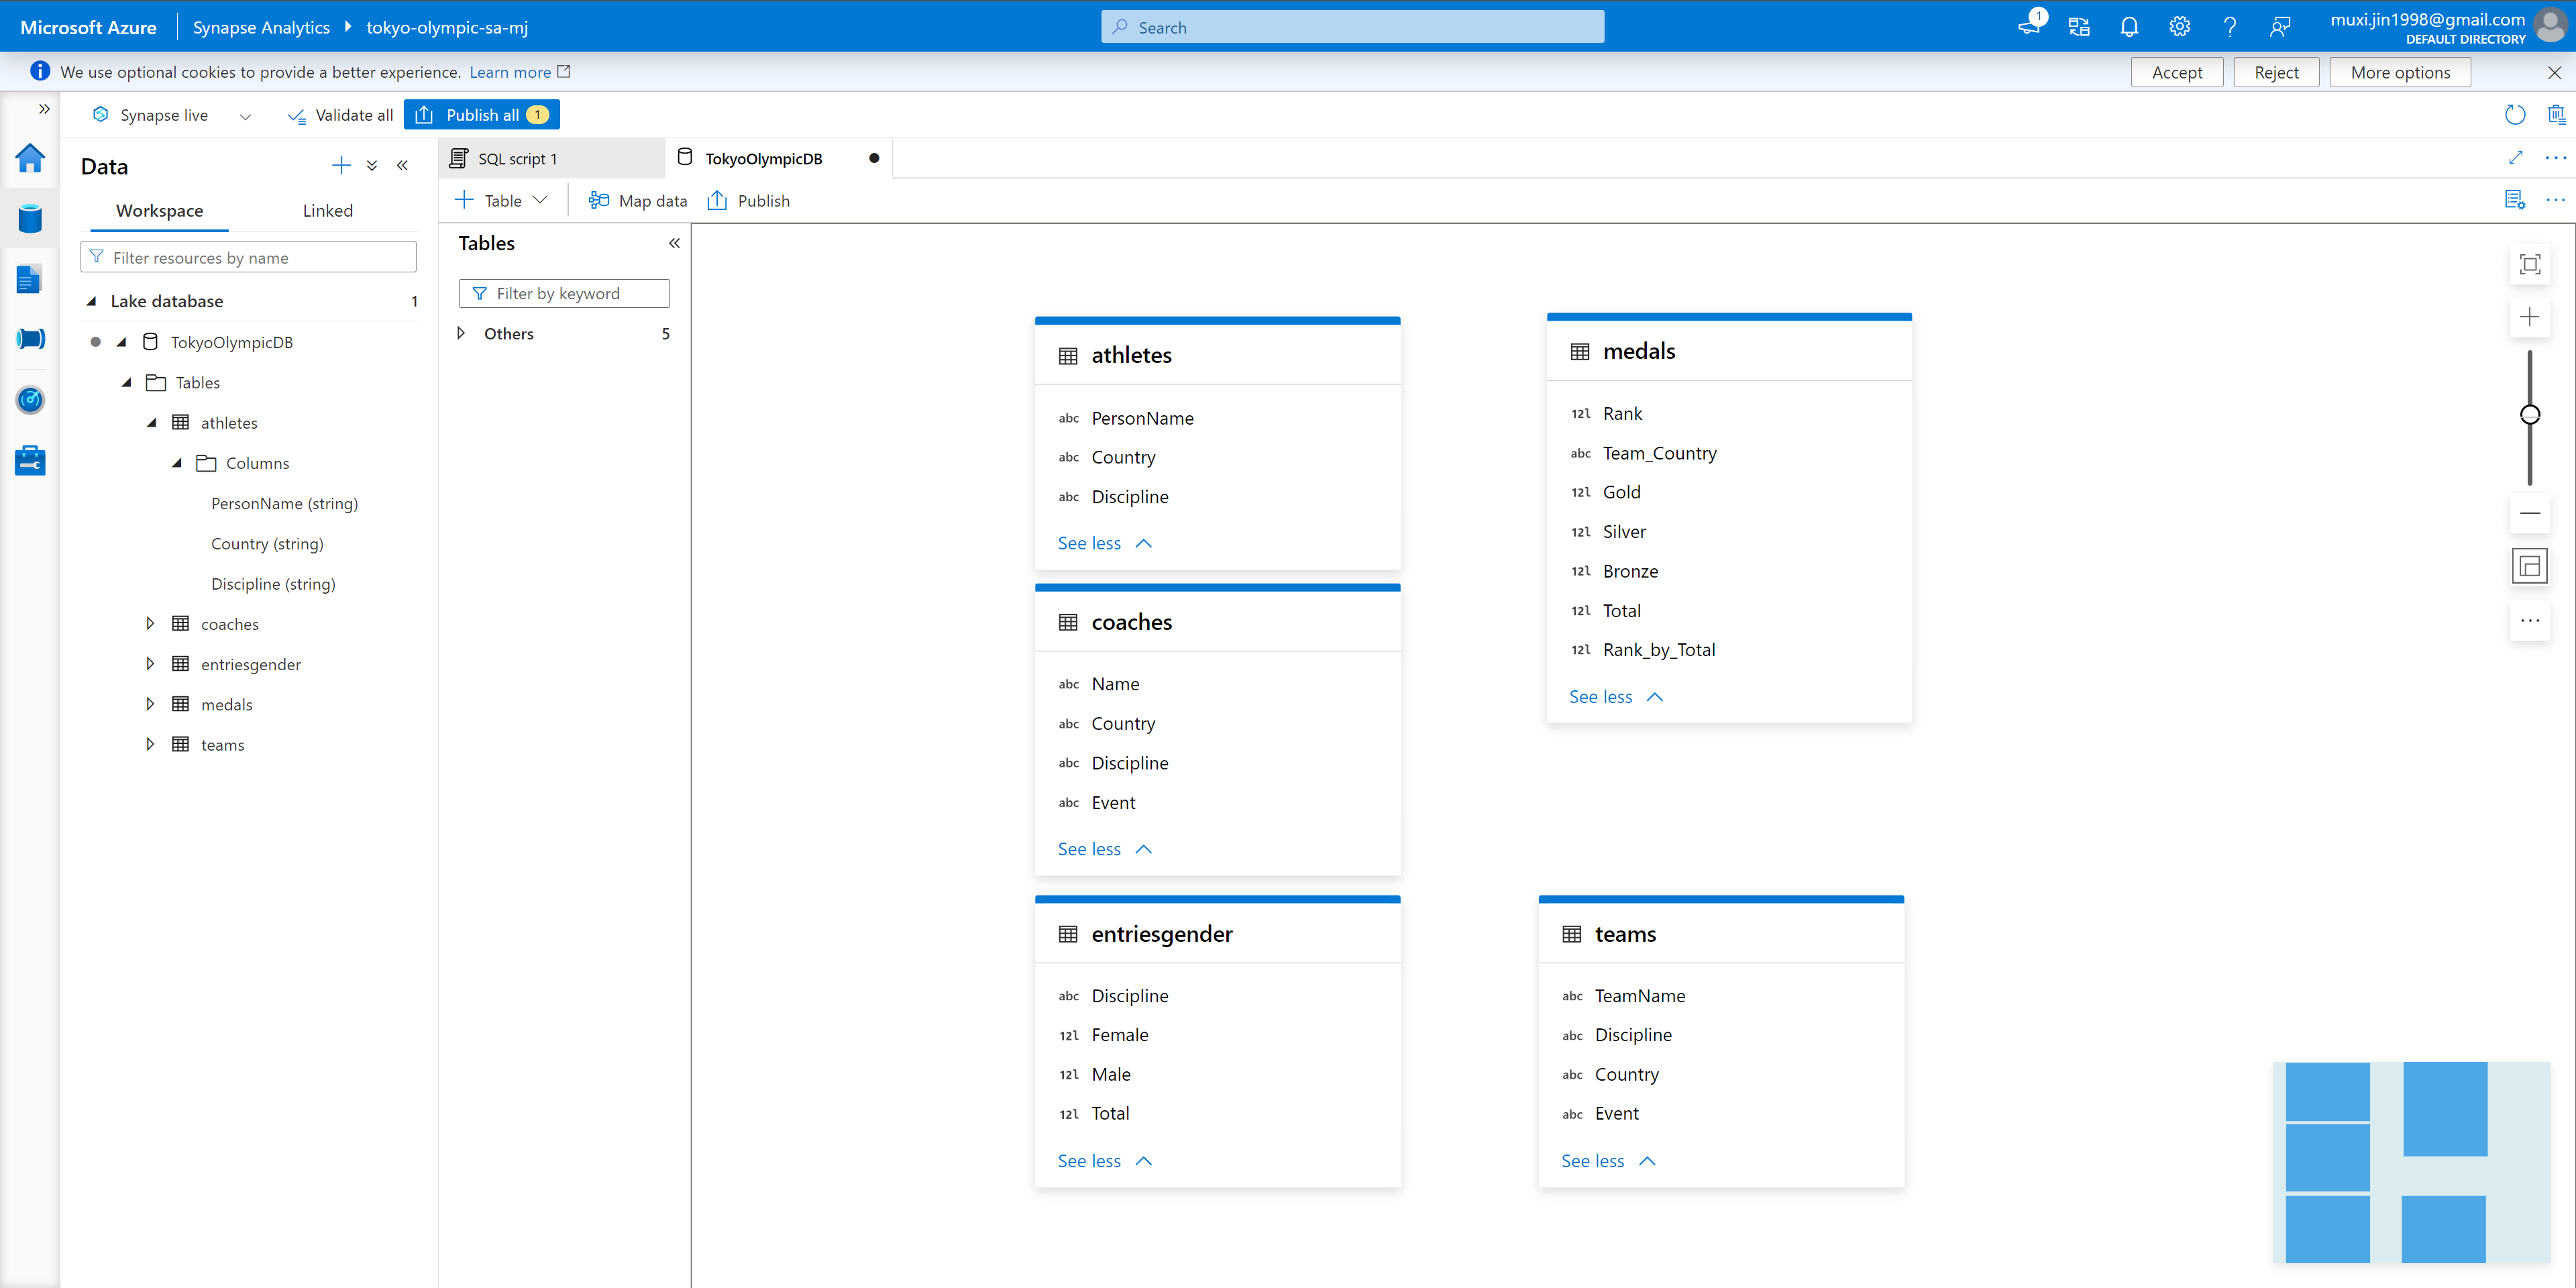 Microsoft Azure
Synapse Analytics
tokyo-olympic-sa-mj
Search
1
muxi.jin1998@gmail.com
DEFAULT DIRECTORY
We use optional cookies to provide a better experience. Learn more
Accept
Reject
More options
Synapse live
Validate all
Publish all 1
Data
Workspace
Linked
Filter resources by name
Lake database 1
TokyoOlympicDB
Tables
athletes
Columns
PersonName (string)
Country (string)
Discipline (string)
coaches
entriesgender
medals
teams
SQL script 1
TokyoOlympicDB
Table
Map data
Publish
Tables
Filter by keyword
Others 5
athletes
abc PersonName
abc Country
abc Discipline
See less
coaches
abc Name
abc Country
abc Discipline
abc Event
See less
entriesgender
abc Discipline
12l Female
12l Male
12l Total
See less
medals
12l Rank
abc Team_Country
12l Gold
12l Silver
12l Bronze
12l Total
12l Rank_by_Total
See less
teams
abc TeamName
abc Discipline
abc Country
abc Event
See less